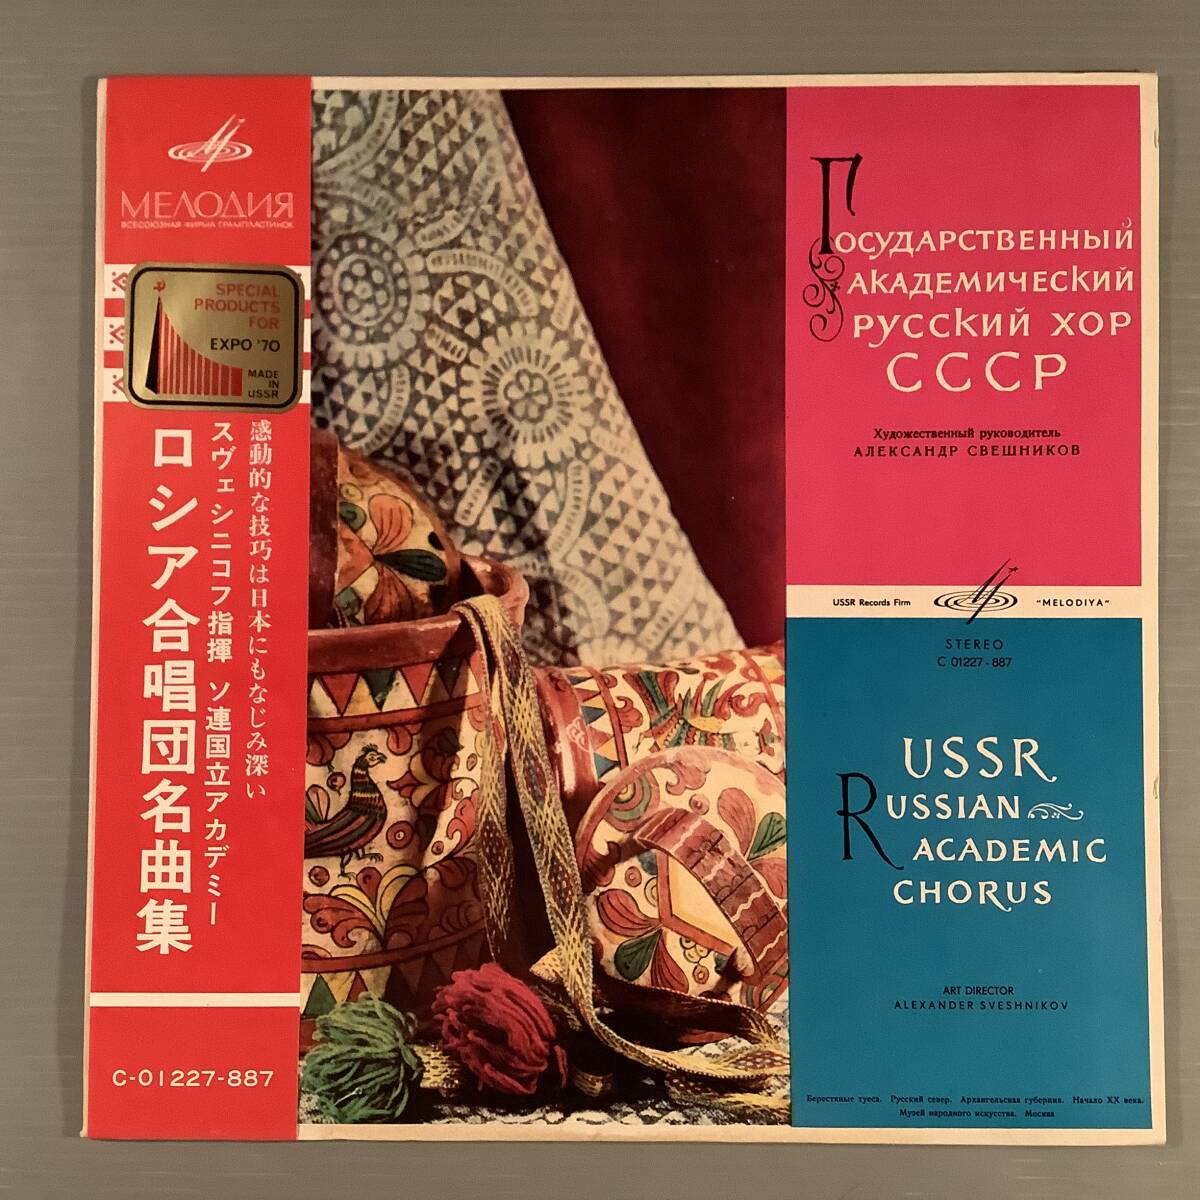 МЕЛОДИЯ
ВСЕСОЮЗНАЯ ФИРМА ГРАМПЛАСТИНОК
SPECIAL
PRODUCTS
FOR
EXPO '70
MADE
IN
USSR
感動的な技巧は日本にもなじみ深い
スヴェシニコフ指揮 ソ連国立アカデミー
ロシア合唱団名曲集
C-01227-887
Государственный
академический
русский хор
СССР
Художественный руководитель
АЛЕКСАНДР СВЕШНИКОВ
USSR Records Firm "MELODIYA"
STEREO
C 01227-887
USSR
RUSSIAN
ACADEMIC
CHORUS
ART DIRECTOR
ALEXANDER SVESHNIKOV
Берестяные туеса. Русский север. Архангельская губерния. Начало XX века.
Музей народного искусства. Москва